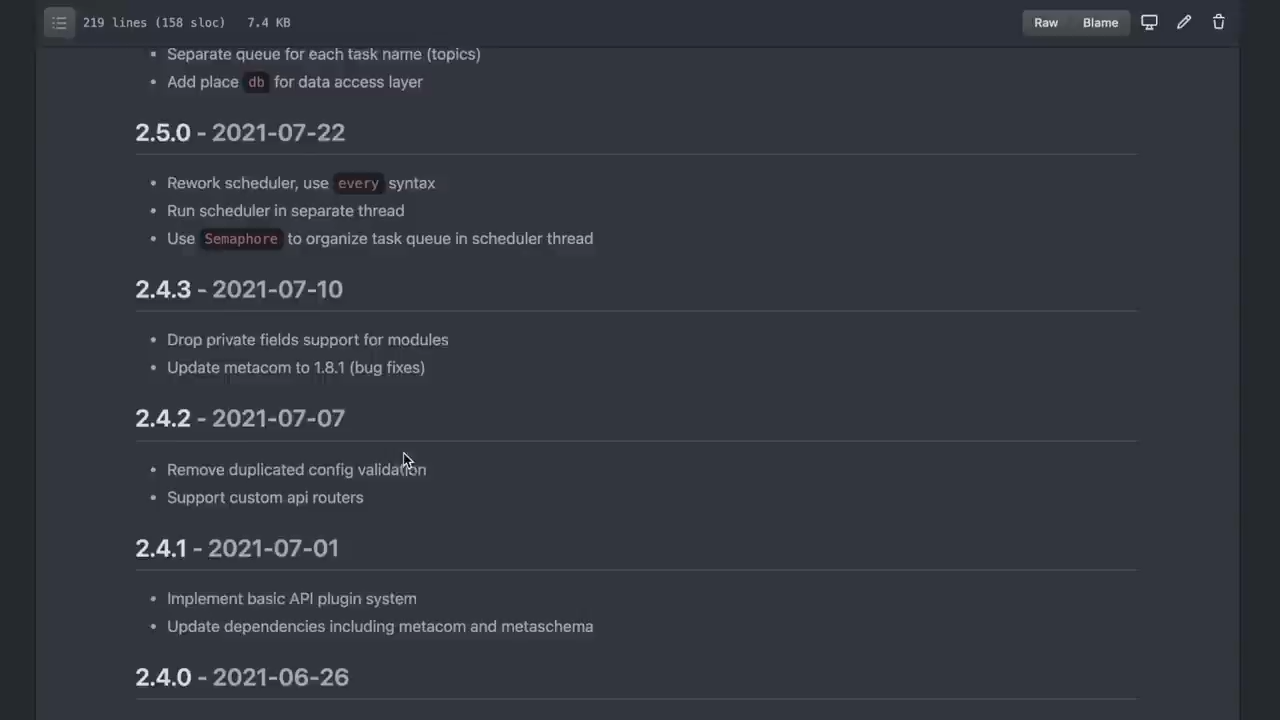 219 lines (158 sloc) 7.4 KB Raw Blame
Separate queue for each task name (topics)
Add place db for data access layer
2.5.0 - 2021-07-22
Rework scheduler, use every syntax
Run scheduler in separate thread
Use Semaphore to organize task queue in scheduler thread
2.4.3 - 2021-07-10
Drop private fields support for modules
Update metacom to 1.8.1 (bug fixes)
2.4.2 - 2021-07-07
Remove duplicated config validation
Support custom api routers
2.4.1 - 2021-07-01
Implement basic API plugin system
Update dependencies including metacom and metaschema
2.4.0 - 2021-06-26